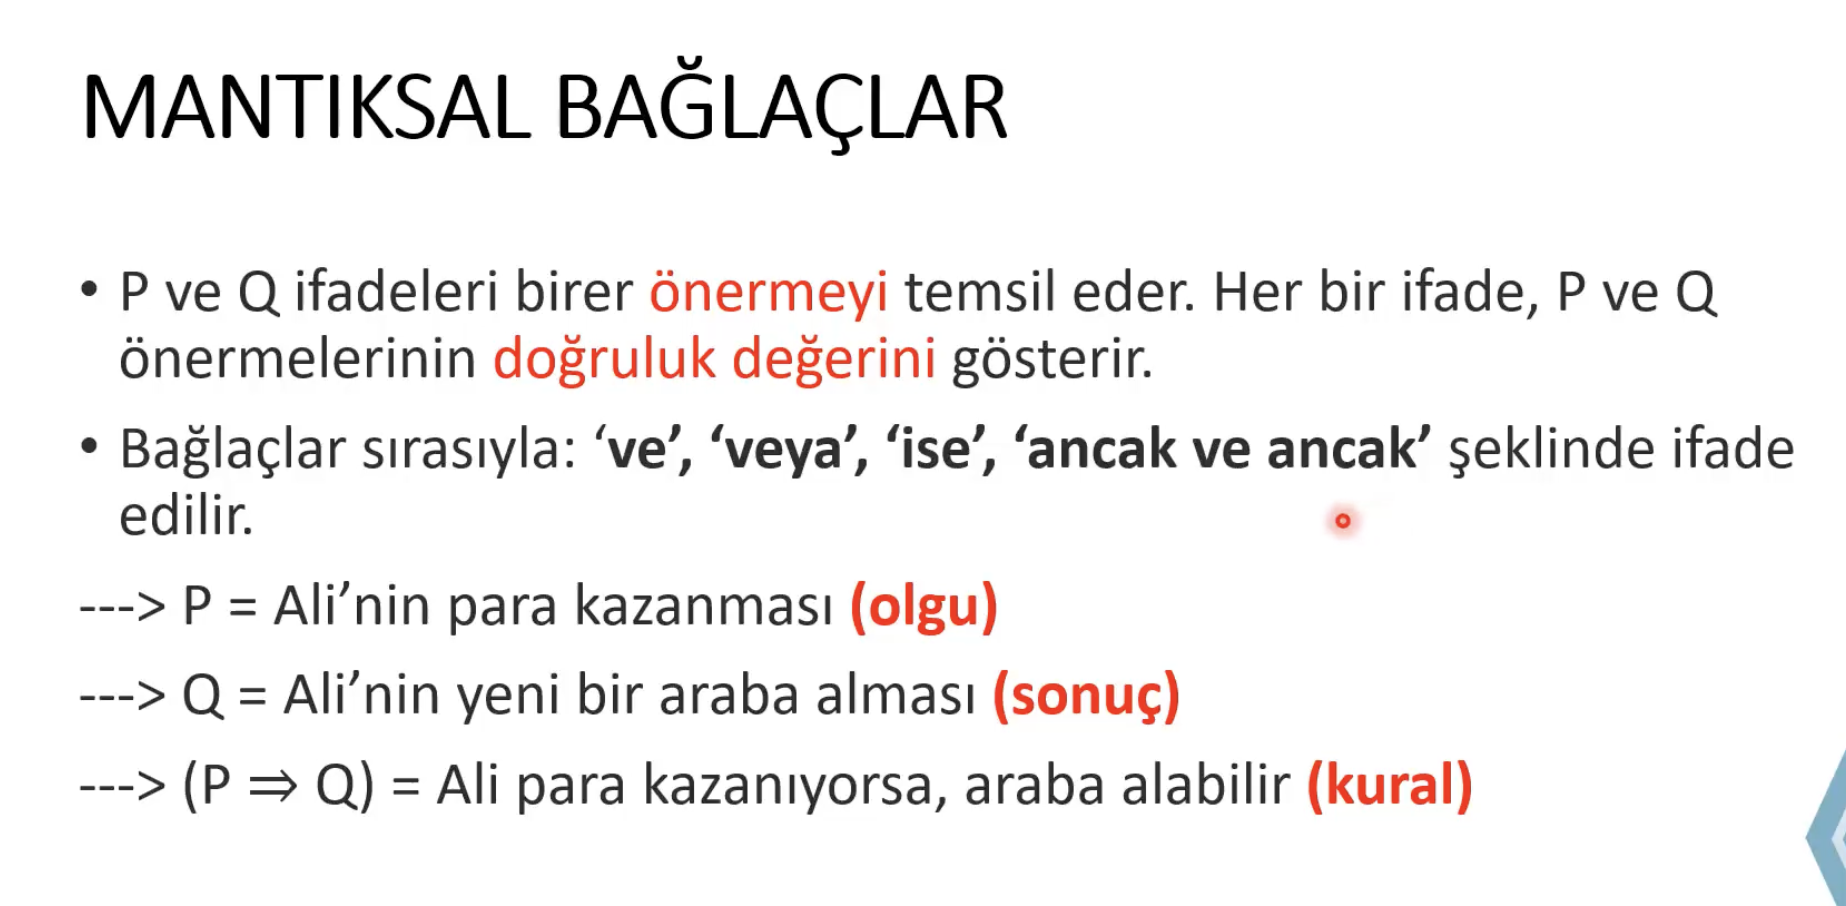 MANTIKSAL BAĞLAÇLAR
• P ve Q ifadeleri birer önermeyi temsil eder. Her bir ifade, P ve Q
önermelerinin doğruluk değerini gösterir.
• Bağlaçlar sırasıyla: ‘ve’, ‘veya’, ‘ise’, ‘ancak ve ancak’ şeklinde ifade
edilir.
---> P = Ali’nin para kazanması (olgu)
---> Q = Ali’nin yeni bir araba alması (sonuç)
---> (P ⇒ Q) = Ali para kazanıyorsa, araba alabilir (kural)